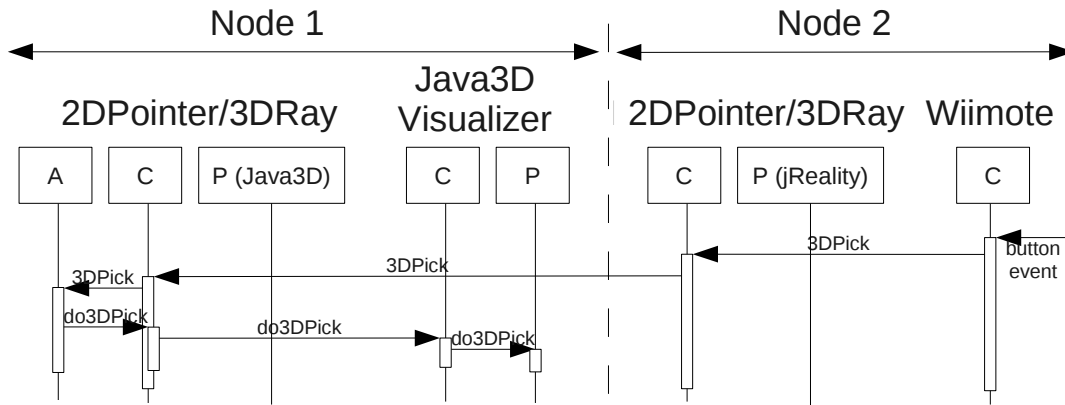 Node 1
Node 2
Java3D
Visualizer
2DPointer/3DRay
2DPointer/3DRay
Wiimote
A
C
P (Java3D)
C
P
C
P (jReality)
C
3DPick
button
event
3DPick
3DPick
do3DPick
do3DPick
do3DPick